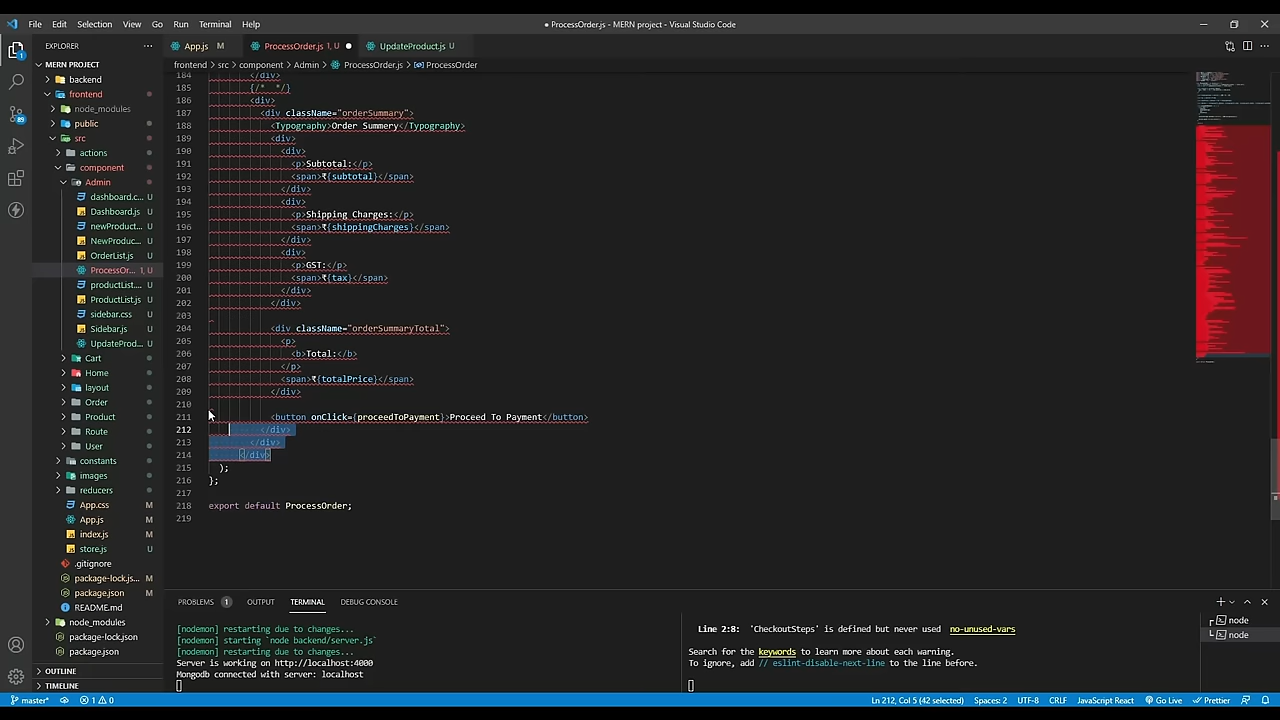 File Edit Selection View Go Run Terminal Help
● ProcessOrder.js - MERN project - Visual Studio Code
EXPLORER
App.js M
ProcessOrder.js 1, U
UpdateProduct.js U
MERN PROJECT
frontend > src > component > Admin > ProcessOrder.js > ProcessOrder
backend
frontend
node_modules
public
src
actions
component
Admin
dashboard.c... U
Dashboard.js U
newProduc... U
NewProduc... U
OrderList.js U
ProcessOr... 1, U
productList.... U
ProductList.js U
sidebar.css U
Sidebar.js U
UpdateProd... U
Cart
Home
layout
Order
Product
Route
User
constants
images
reducers
App.css M
App.js M
index.js M
store.js U
.gitignore
package-lock.js... M
package.json M
README.md
node_modules
package-lock.json
package.json
OUTLINE
TIMELINE
184 </div>
185 {/* */}
186 <div>
187 <div className="orderSummary">
188 <Typography>Order Summery</Typography>
189 <div>
190 <div>
191 <p>Subtotal:</p>
192 <span>₹{subtotal}</span>
193 </div>
194 <div>
195 <p>Shipping Charges:</p>
196 <span>₹{shippingCharges}</span>
197 </div>
198 <div>
199 <p>GST:</p>
200 <span>₹{tax}</span>
201 </div>
202 </div>
203
204 <div className="orderSummaryTotal">
205 <p>
206 <b>Total:</b>
207 </p>
208 <span>₹{totalPrice}</span>
209 </div>
210
211 <button onClick={proceedToPayment}>Proceed To Payment</button>
212 </div>
213 </div>
214 </div>
215 );
216 };
217
218 export default ProcessOrder;
219
PROBLEMS 1 OUTPUT TERMINAL DEBUG CONSOLE
[nodemon] restarting due to changes...
[nodemon] starting `node backend/server.js`
[nodemon] restarting due to changes...
Server is working on http://localhost:4000
Mongodb connected with server: localhost
Line 2:8: 'CheckoutSteps' is defined but never used no-unused-vars
Search for the keywords to learn more about each warning.
To ignore, add // eslint-disable-next-line to the line before.
node
node
1
89
master* 1 0
Ln 212, Col 5 (42 selected) Spaces: 2 UTF-8 CRLF JavaScript React Go Live Prettier